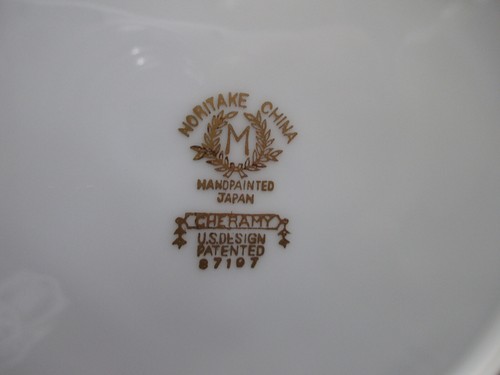 NORITAKE CHINA
M
HANDPAINTED
JAPAN
CHERAMY
U.S.DESIGN
PATENTED
87197